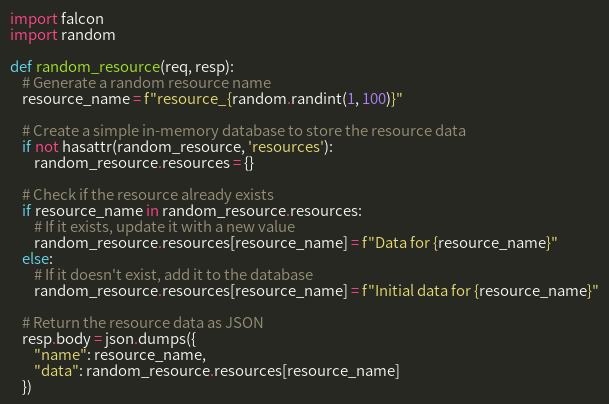 import falcon
import random

def random_resource(req, resp):
    # Generate a random resource name
    resource_name = f"resource_{random.randint(1, 100)}"

    # Create a simple in-memory database to store the resource data
    if not hasattr(random_resource, 'resources'):
        random_resource.resources = {}

    # Check if the resource already exists
    if resource_name in random_resource.resources:
        # If it exists, update it with a new value
        random_resource.resources[resource_name] = f"Data for {resource_name}"
    else:
        # If it doesn't exist, add it to the database
        random_resource.resources[resource_name] = f"Initial data for {resource_name}"

    # Return the resource data as JSON
    resp.body = json.dumps({
        "name": resource_name,
        "data": random_resource.resources[resource_name]
    })